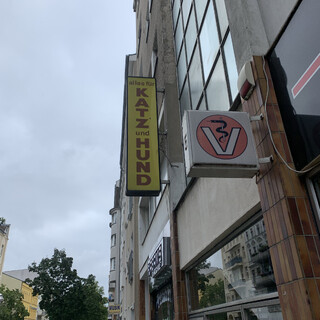 alles für
KATZ
und
HUND
V